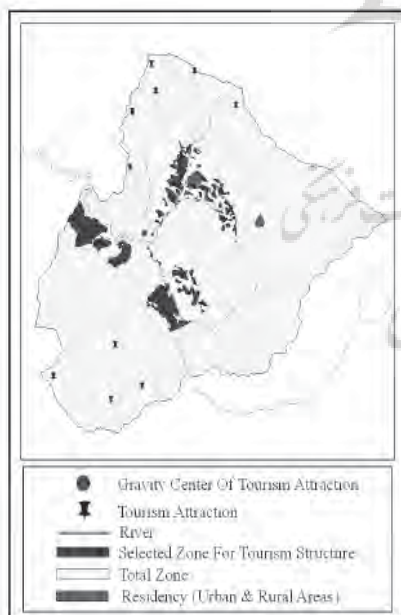 Gravity Center Of Tourism Attraction
Tourism Attraction
River
Selected Zone For Tourism Structure
Total Zone
Residency (Urban & Rural Areas)